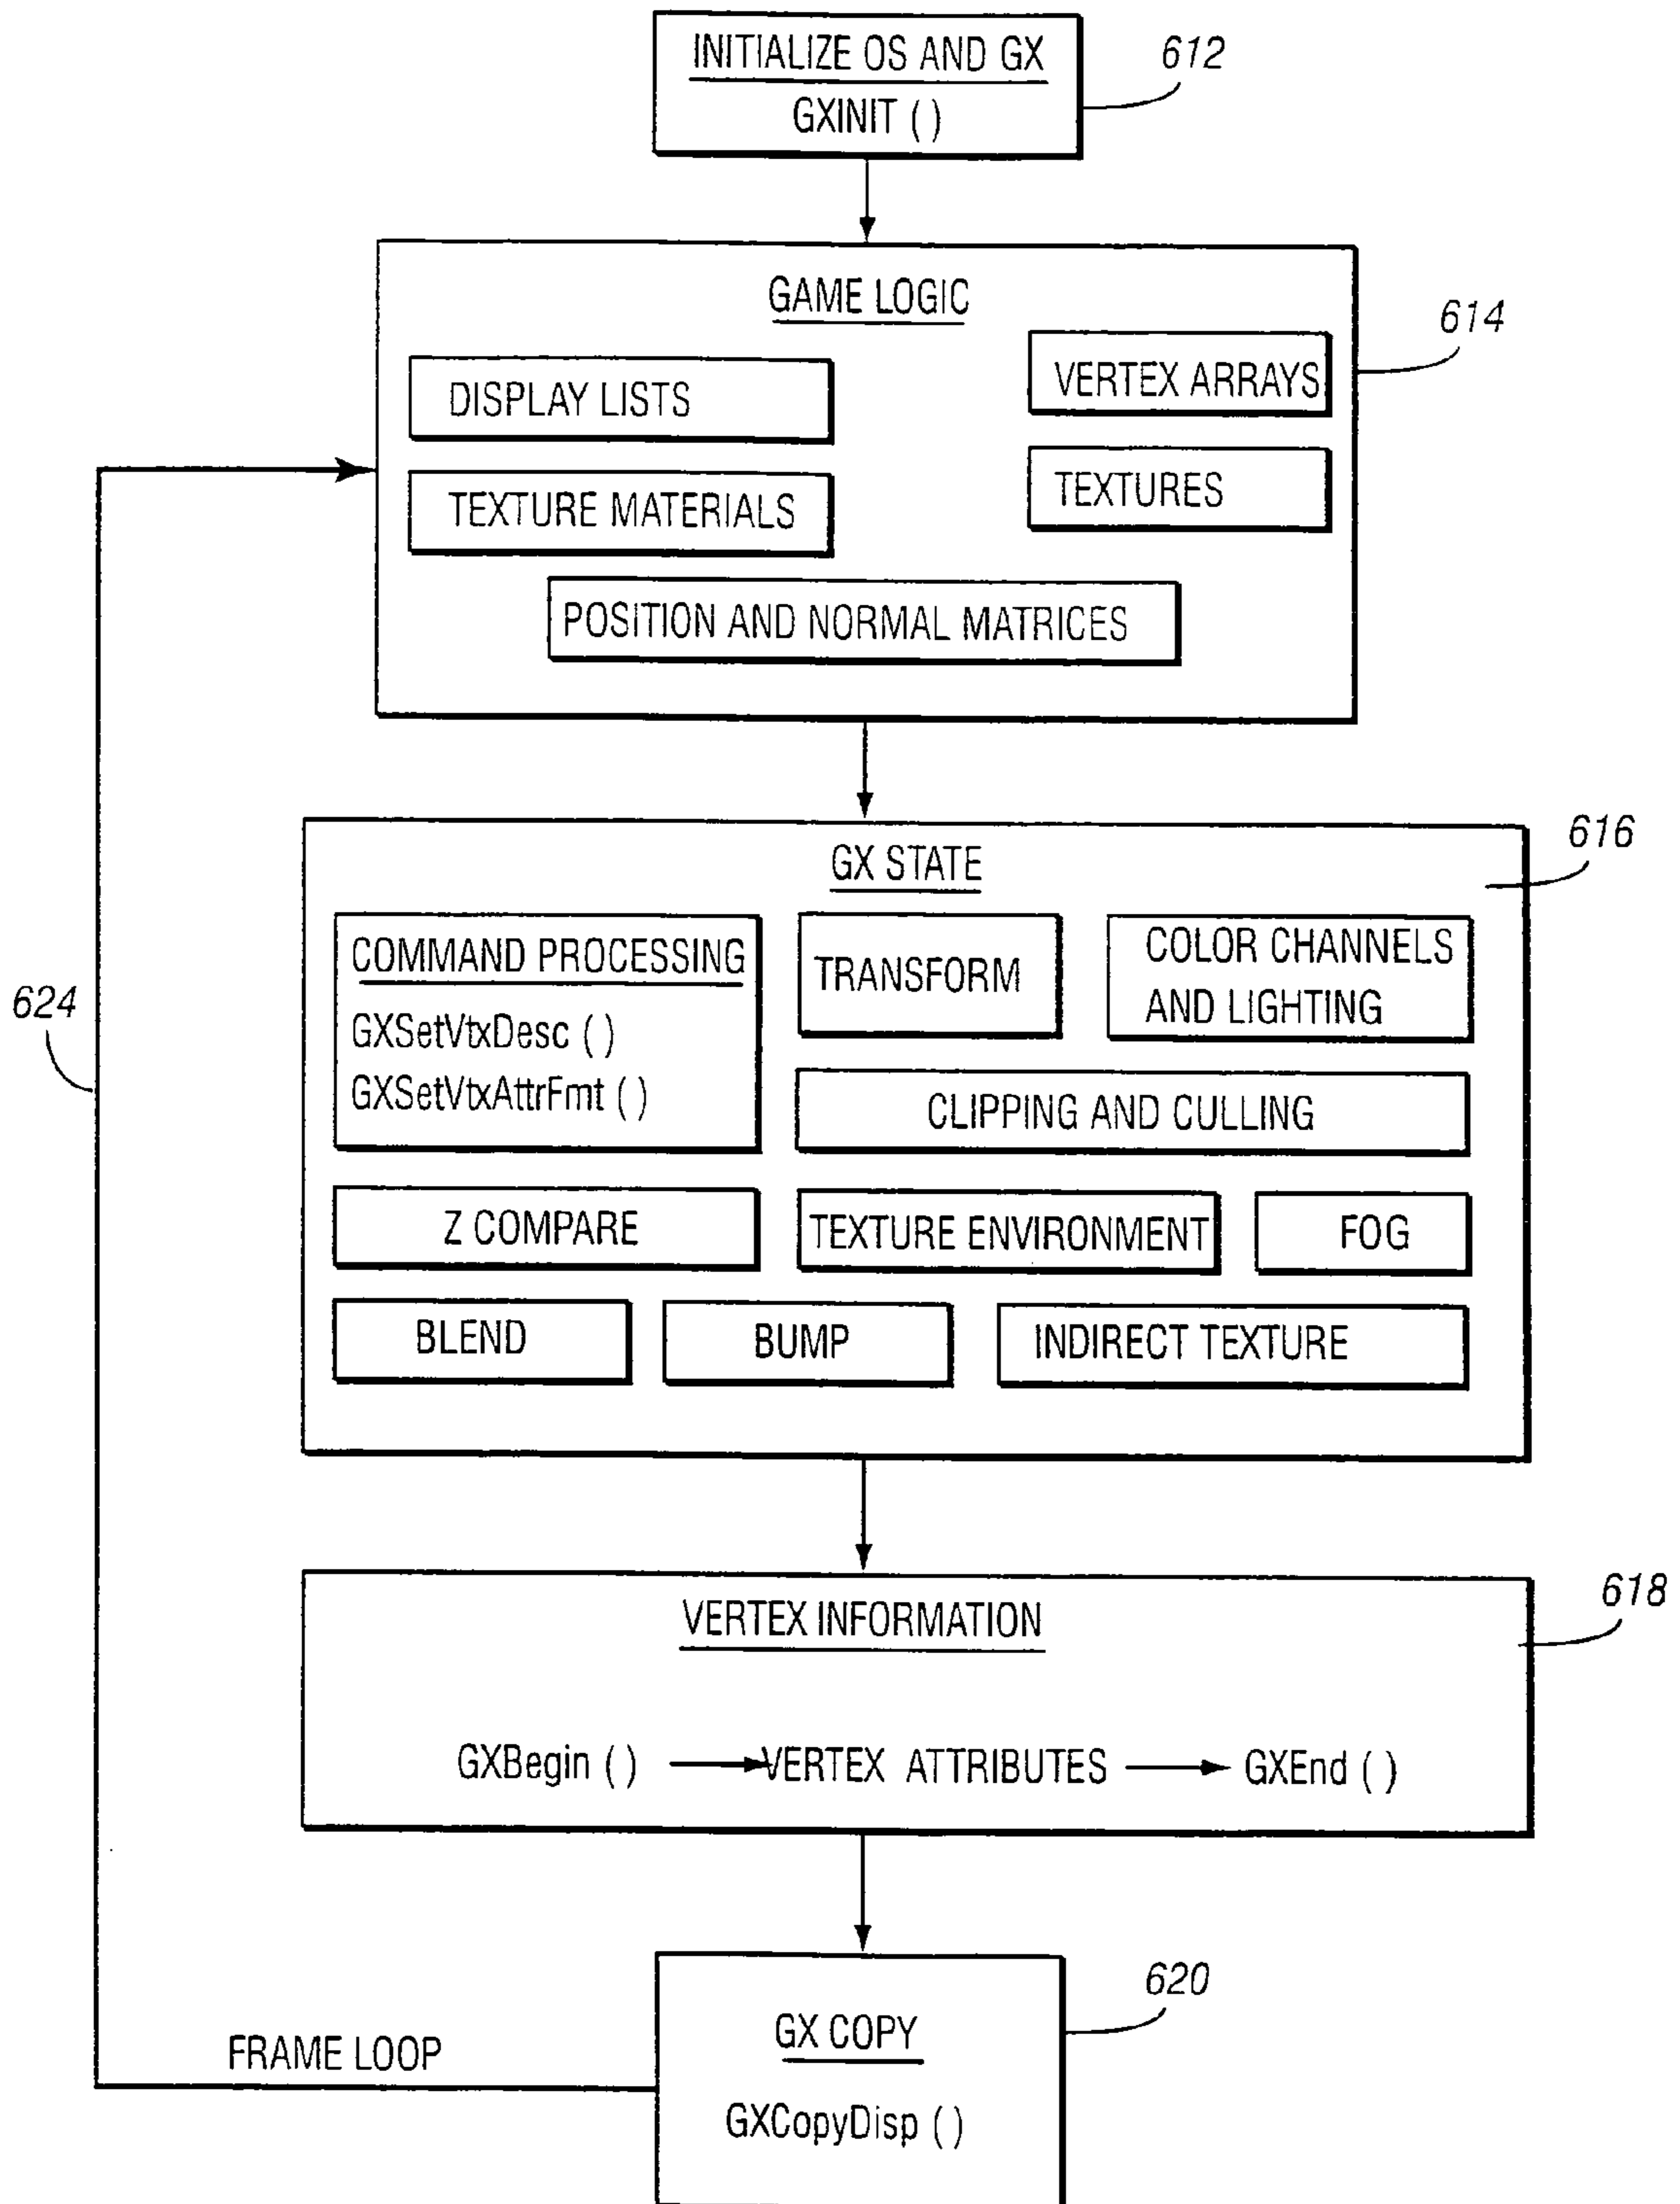 INITIALIZE OS AND GX
GXINIT ( )
612
GAME LOGIC
614
DISPLAY LISTS
VERTEX ARRAYS
TEXTURE MATERIALS
TEXTURES
POSITION AND NORMAL MATRICES
GX STATE
616
COMMAND PROCESSING
GXSetVtxDesc ( )
GXSetVtxAttrFmt ( )
TRANSFORM
COLOR CHANNELS
AND LIGHTING
CLIPPING AND CULLING
Z COMPARE
TEXTURE ENVIRONMENT
FOG
BLEND
BUMP
INDIRECT TEXTURE
624
VERTEX INFORMATION
618
GXBegin ( )
VERTEX ATTRIBUTES
GXEnd ( )
GX COPY
GXCopyDisp ( )
620
FRAME LOOP